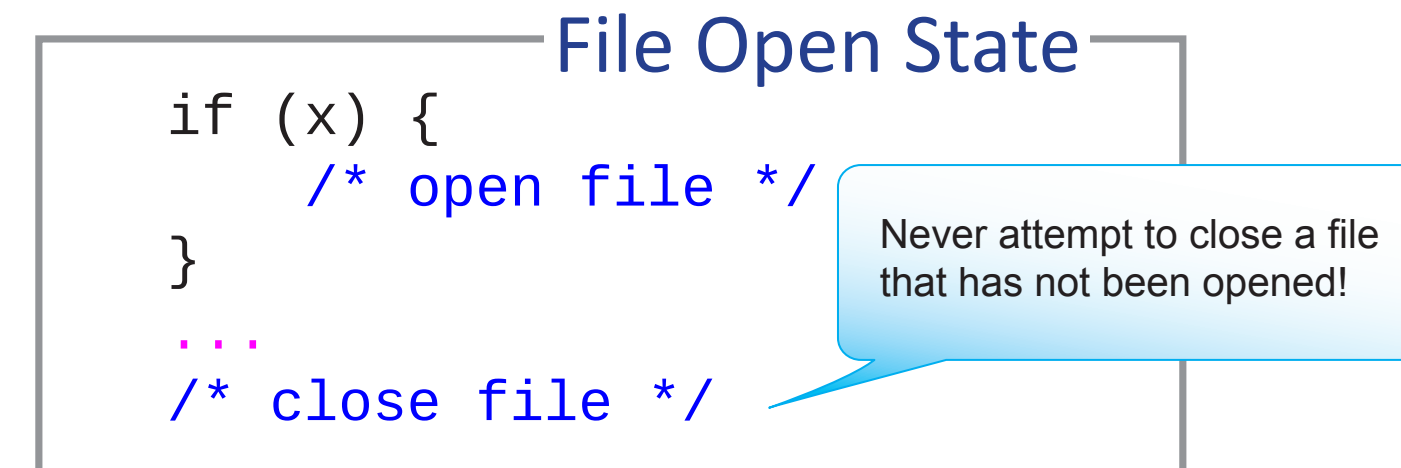 File Open State
if (x) {
/* open file */
}
...
/* close file */
Never attempt to close a file
that has not been opened!